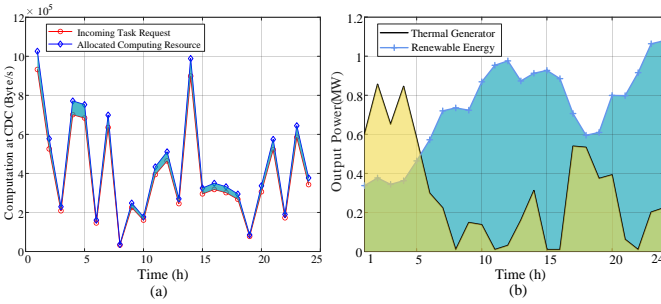 ×10⁵
12
10
8
6
4
2
0
0
5
10
15
20
25
Computation at CDC (Byte/s)
Time (h)
Incoming Task Request
Allocated Computing Resource
(a)
1.2
1
0.8
0.6
0.4
0.2
0
1
5
10
15
20
24
Output Power(MW)
Time (h)
Thermal Generator
Renewable Energy
(b)